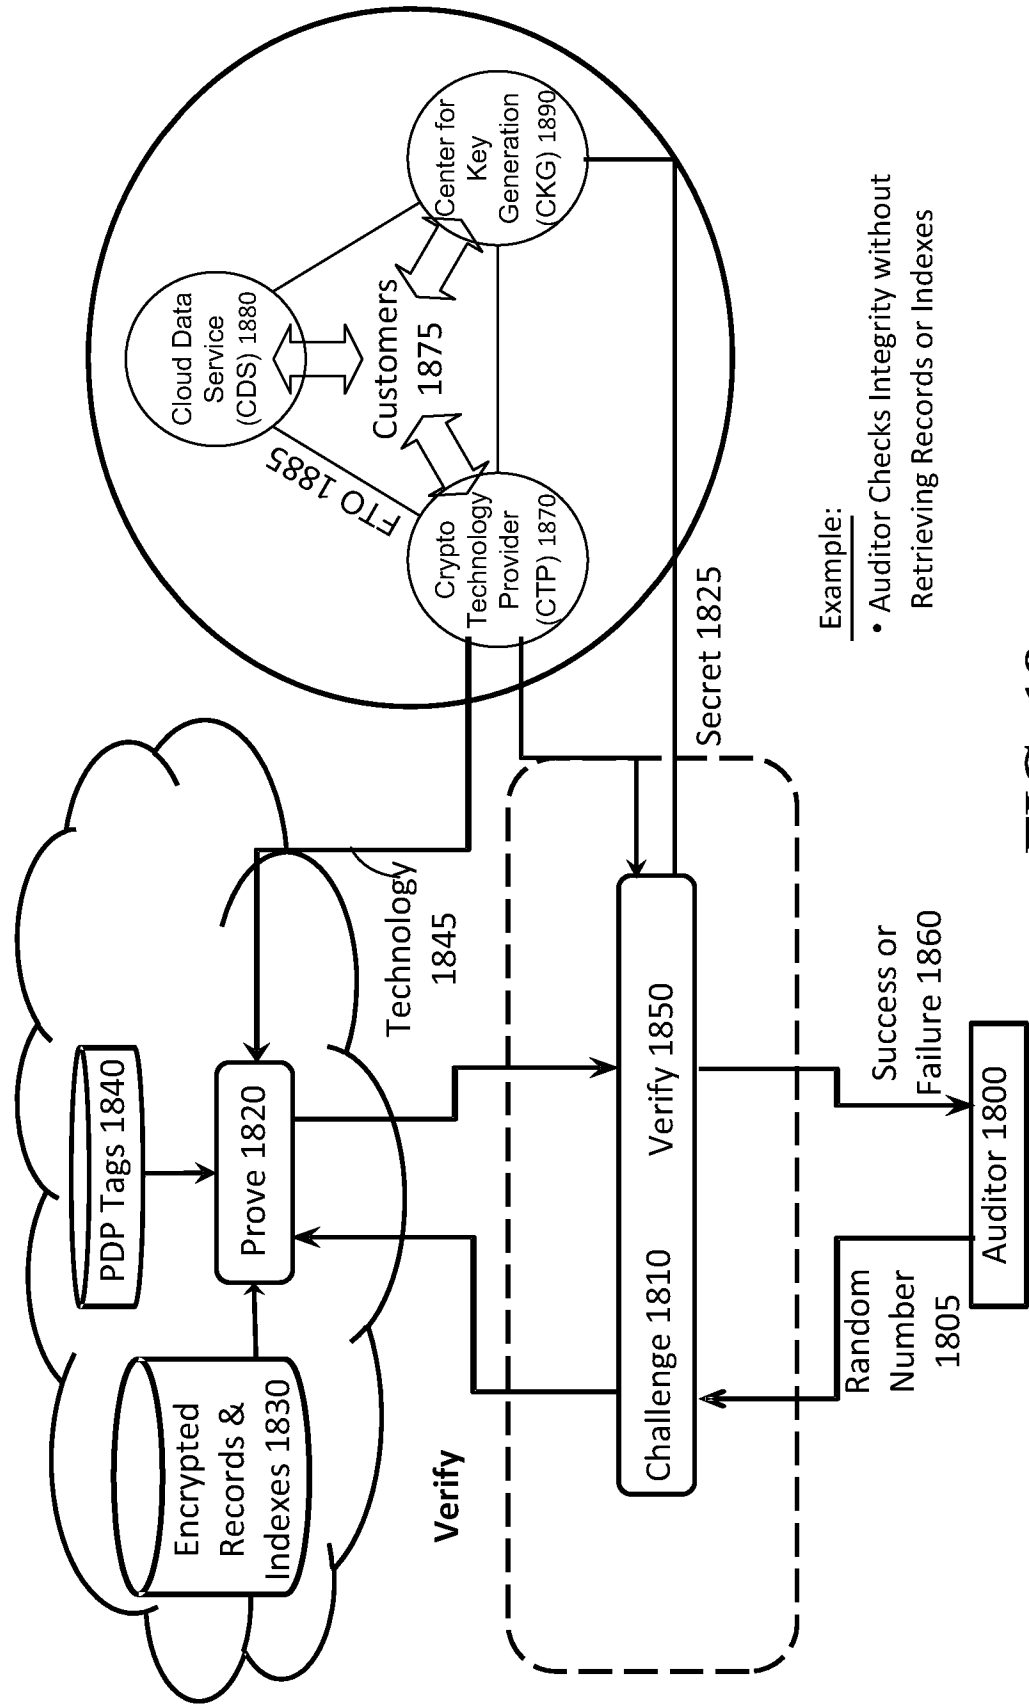 Encrypted
Records &
Indexes 1830
PDP Tags 1840
Prove 1820
Technology
1845
Verify
Challenge 1810
Verify 1850
Random
Number
1805
Success or
Failure 1860
Auditor 1800
Secret 1825
Cloud Data
Service
(CDS) 1880
FTO 1885
Customers
1875
Crypto
Technology
Provider
(CTP) 1870
Center for
Key
Generation
(CKG) 1890
Example:
• Auditor Checks Integrity without
Retrieving Records or Indexes